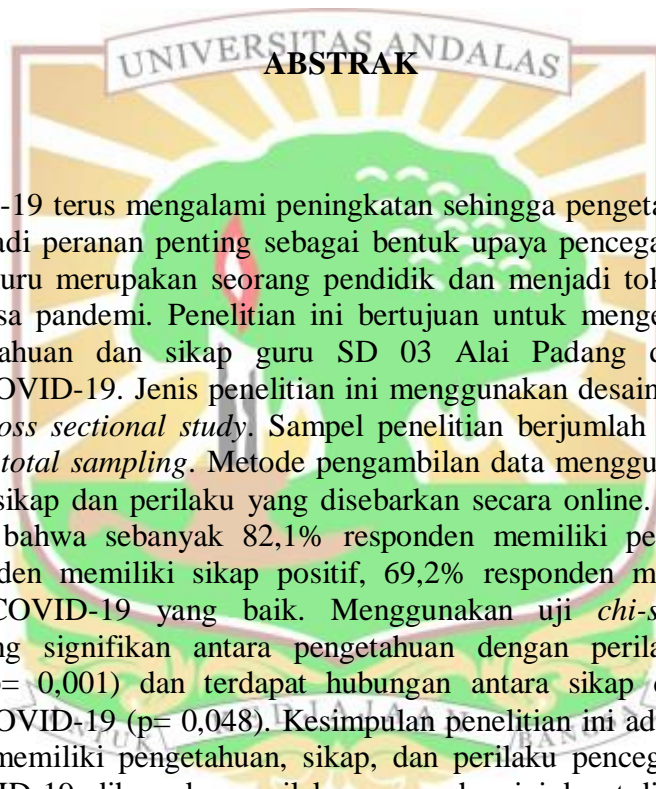 UNIVERSITAS ANDALAS
ABSTRAK
-19 terus mengalami peningkatan sehingga pengeta
adi peranan penting sebagai bentuk upaya pencega
uru merupakan seorang pendidik dan menjadi tok
sa pandemi. Penelitian ini bertujuan untuk menge
ahuan dan sikap guru SD 03 Alai Padang d
OVID-19. Jenis penelitian ini menggunakan desain
oss sectional study. Sampel penelitian berjumlah
total sampling. Metode pengambilan data menggu
sikap dan perilaku yang disebarkan secara online.
bahwa sebanyak 82,1% responden memiliki pe
den memiliki sikap positif, 69,2% responden m
COVID-19 yang baik. Menggunakan uji chi-s
ng signifikan antara pengetahuan dengan perila
p= 0,001) dan terdapat hubungan antara sikap
OVID-19 (p= 0,048). Kesimpulan penelitian ini ad
memiliki pengetahuan, sikap, dan perilaku penceg
UNTUK BANGSA